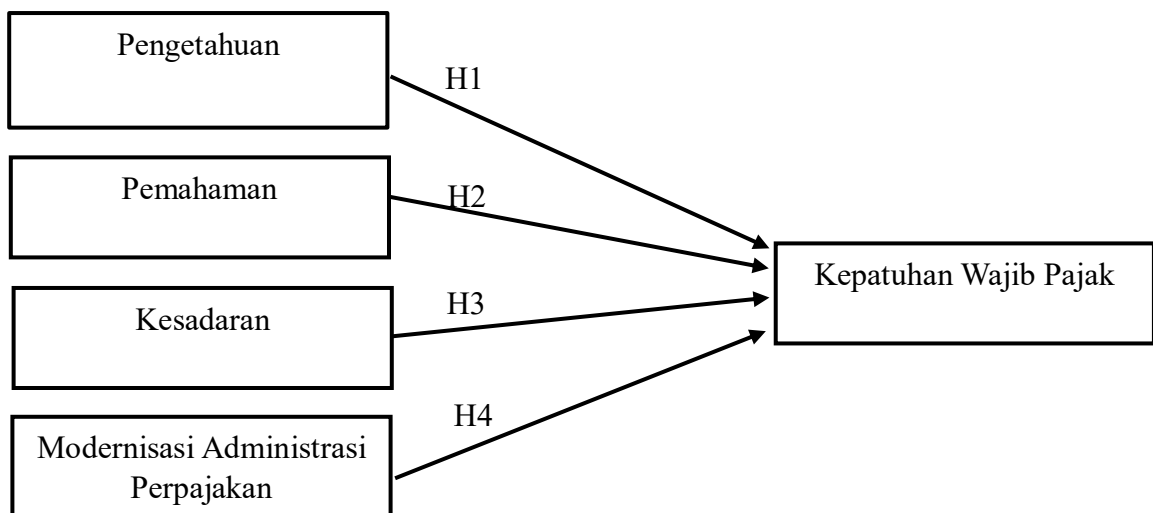 Pengetahuan
H1
Pemahaman
H2
Kepatuhan Wajib Pajak
Kesadaran
H3
H4
Modernisasi Administrasi
Perpajakan